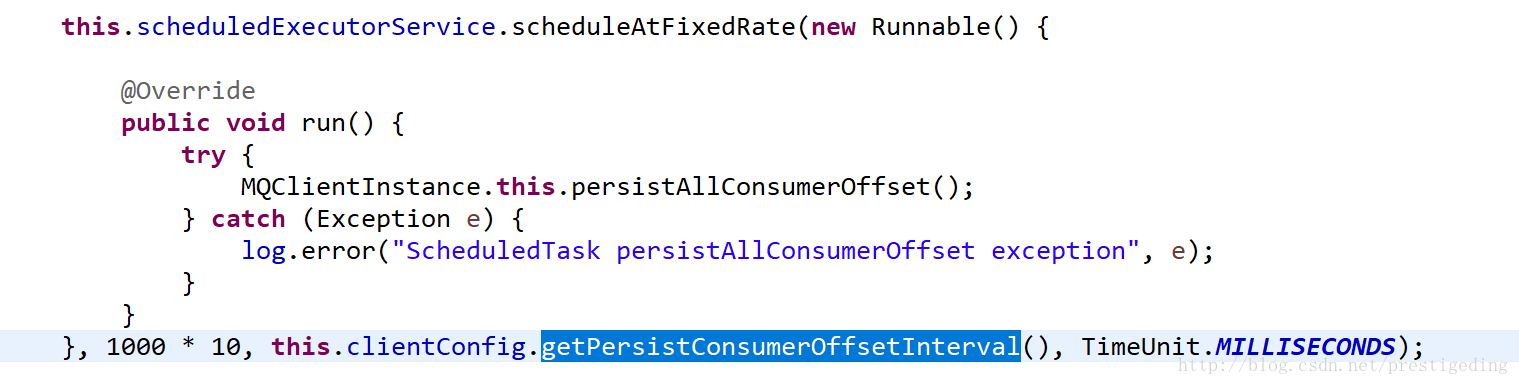 this.scheduledExecutorService.scheduleAtFixedRate(new Runnable() {
@Override
public void run() {
try {
MQClientInstance.this.persistAllConsumerOffset();
} catch (Exception e) {
log.error("ScheduledTask persistAllConsumerOffset exception", e);
}
}
}, 1000 * 10, this.clientConfig.getPersistConsumerOffsetInterval(), TimeUnit.MILLISECONDS);
http://blog.csdn.net/prestigeding